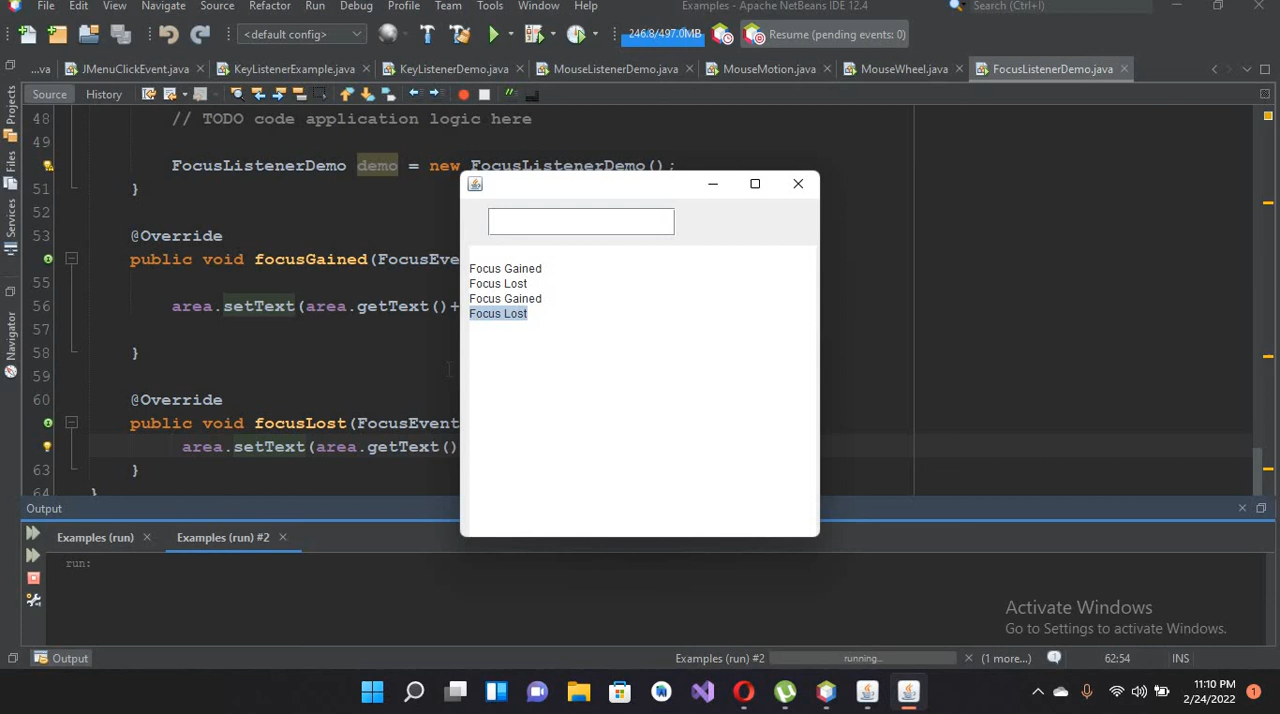 File Edit View Navigate Source Refactor Run Debug Profile Team Tools Window Help Examples - Apache NetBeans IDE 12.4 Search (Ctrl+I)
<default config> 246.8/497.0MB Resume (pending events: 0)
...va JMenuClickEvent.java KeyListenerExample.java KeyListenerDemo.java MouseListenerDemo.java MouseMotion.java MouseWheel.java FocusListenerDemo.java
Source History
Projects
Files
Services
Navigator
48 // TODO code application logic here
49
FocusListenerDemo demo = new FocusListenerDemo();
51 }
52
53 @Override
public void focusGained(FocusEve
55
56 area.setText(area.getText()+
57
58 }
59
60 @Override
public void focusLost(FocusEvent
area.setText(area.getText()
63 }
64 }
Focus Gained
Focus Lost
Focus Gained
Focus Lost
Output
Examples (run) Examples (run) #2
run:
Activate Windows
Go to Settings to activate Windows.
Output Examples (run) #2 running... (1 more...) 62:54 INS
11:10 PM
2/24/2022
1